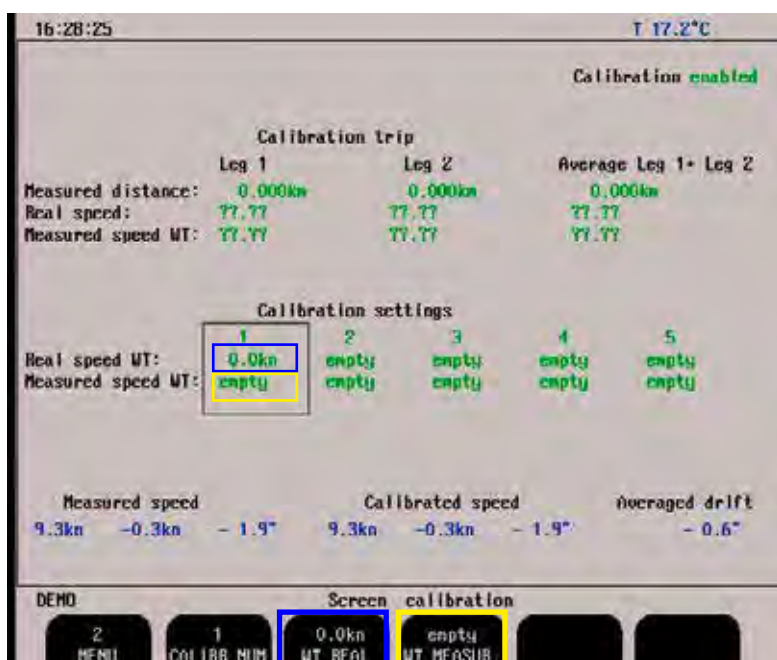 16:28:25 T 17.2°C
Calibration enabled
Calibration trip
Leg 1 Leg 2 Average Leg 1+ Leg 2
Measured distance: 0.000km 0.000km 0.000km
Real speed: ??.?? ??.?? ??.??
Measured speed WT: ??.?? ??.?? ??.??
Calibration settings
1 2 3 4 5
Real speed WT: 0.0kn empty empty empty empty
Measured speed WT: empty empty empty empty empty
Measured speed Calibrated speed Averaged drift
9.3kn -0.3kn - 1.9° 9.3kn -0.3kn - 1.9° - 0.6°
DEMO Screen calibration
2 1 0.0kn empty
MENU CALIBR NUM WT REAL WT MEASUR.